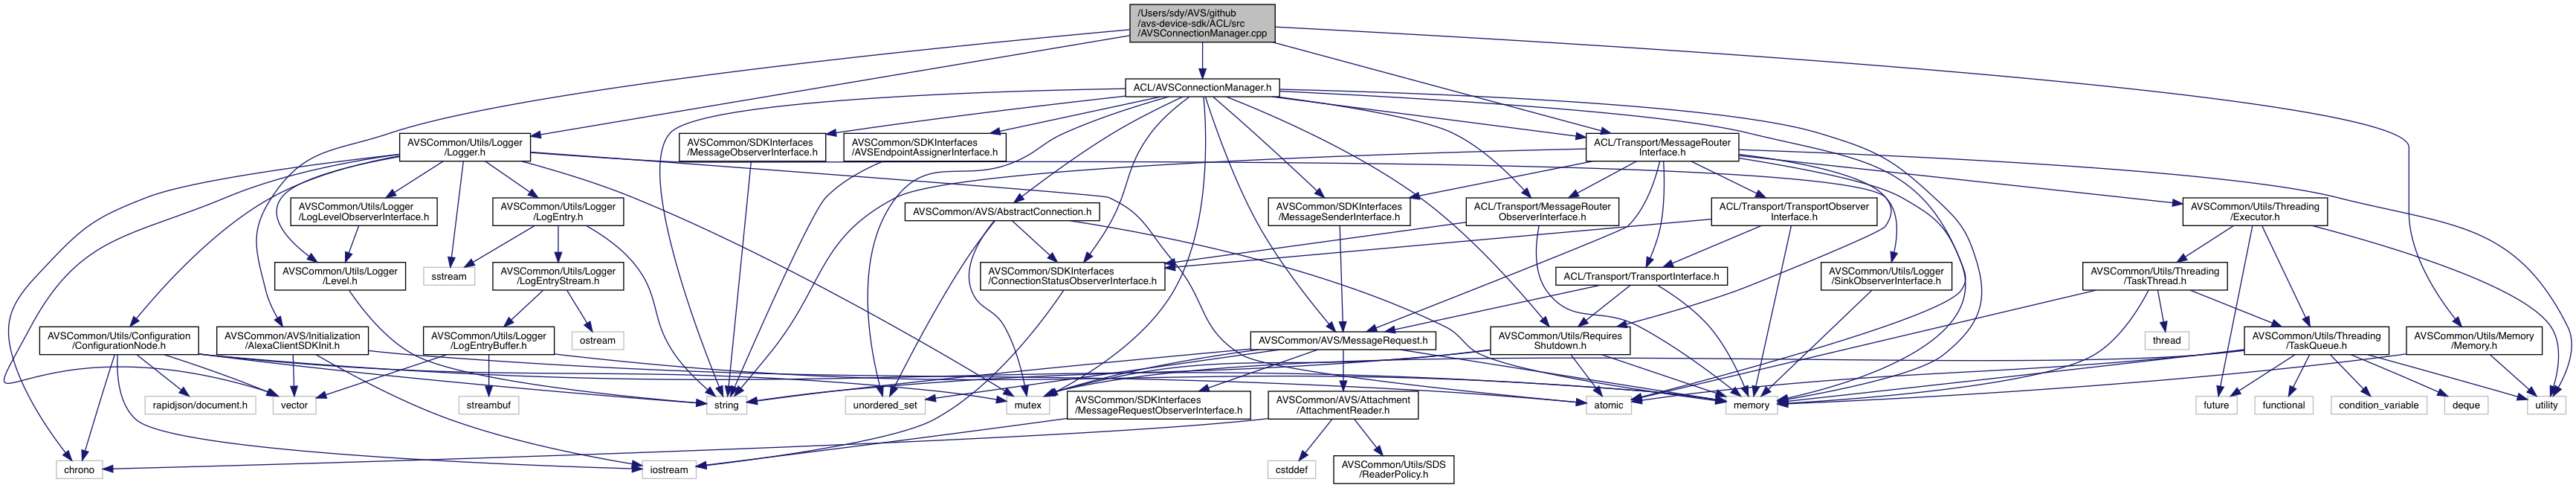 /Users/sdy/AVS/github
/avs-device-sdk/ACL/src
/AVSConnectionManager.cpp
ACL/AVSConnectionManager.h
AVSCommon/Utils/Logger
/Logger.h
AVSCommon/SDKInterfaces
/MessageObserverInterface.h
AVSCommon/SDKInterfaces
/AVSEndpointAssignerInterface.h
ACL/Transport/MessageRouter
Interface.h
AVSCommon/Utils/Logger
/LogLevelObserverInterface.h
AVSCommon/Utils/Logger
/LogEntry.h
AVSCommon/AVS/AbstractConnection.h
AVSCommon/SDKInterfaces
/MessageSenderInterface.h
ACL/Transport/MessageRouter
ObserverInterface.h
ACL/Transport/TransportObserver
Interface.h
AVSCommon/Utils/Threading
/Executor.h
AVSCommon/Utils/Logger
/Level.h
sstream
AVSCommon/Utils/Logger
/LogEntryStream.h
AVSCommon/SDKInterfaces
/ConnectionStatusObserverInterface.h
ACL/Transport/TransportInterface.h
AVSCommon/Utils/Logger
/SinkObserverInterface.h
AVSCommon/Utils/Threading
/TaskThread.h
AVSCommon/Utils/Configuration
/ConfigurationNode.h
AVSCommon/AVS/Initialization
/AlexaClientSDKInit.h
AVSCommon/Utils/Logger
/LogEntryBuffer.h
ostream
AVSCommon/AVS/MessageRequest.h
AVSCommon/Utils/Requires
Shutdown.h
thread
AVSCommon/Utils/Threading
/TaskQueue.h
AVSCommon/Utils/Memory
/Memory.h
rapidjson/document.h
vector
streambuf
string
unordered_set
mutex
AVSCommon/SDKInterfaces
/MessageRequestObserverInterface.h
AVSCommon/AVS/Attachment
/AttachmentReader.h
atomic
memory
future
functional
condition_variable
deque
utility
chrono
iostream
cstddef
AVSCommon/Utils/SDS
/ReaderPolicy.h